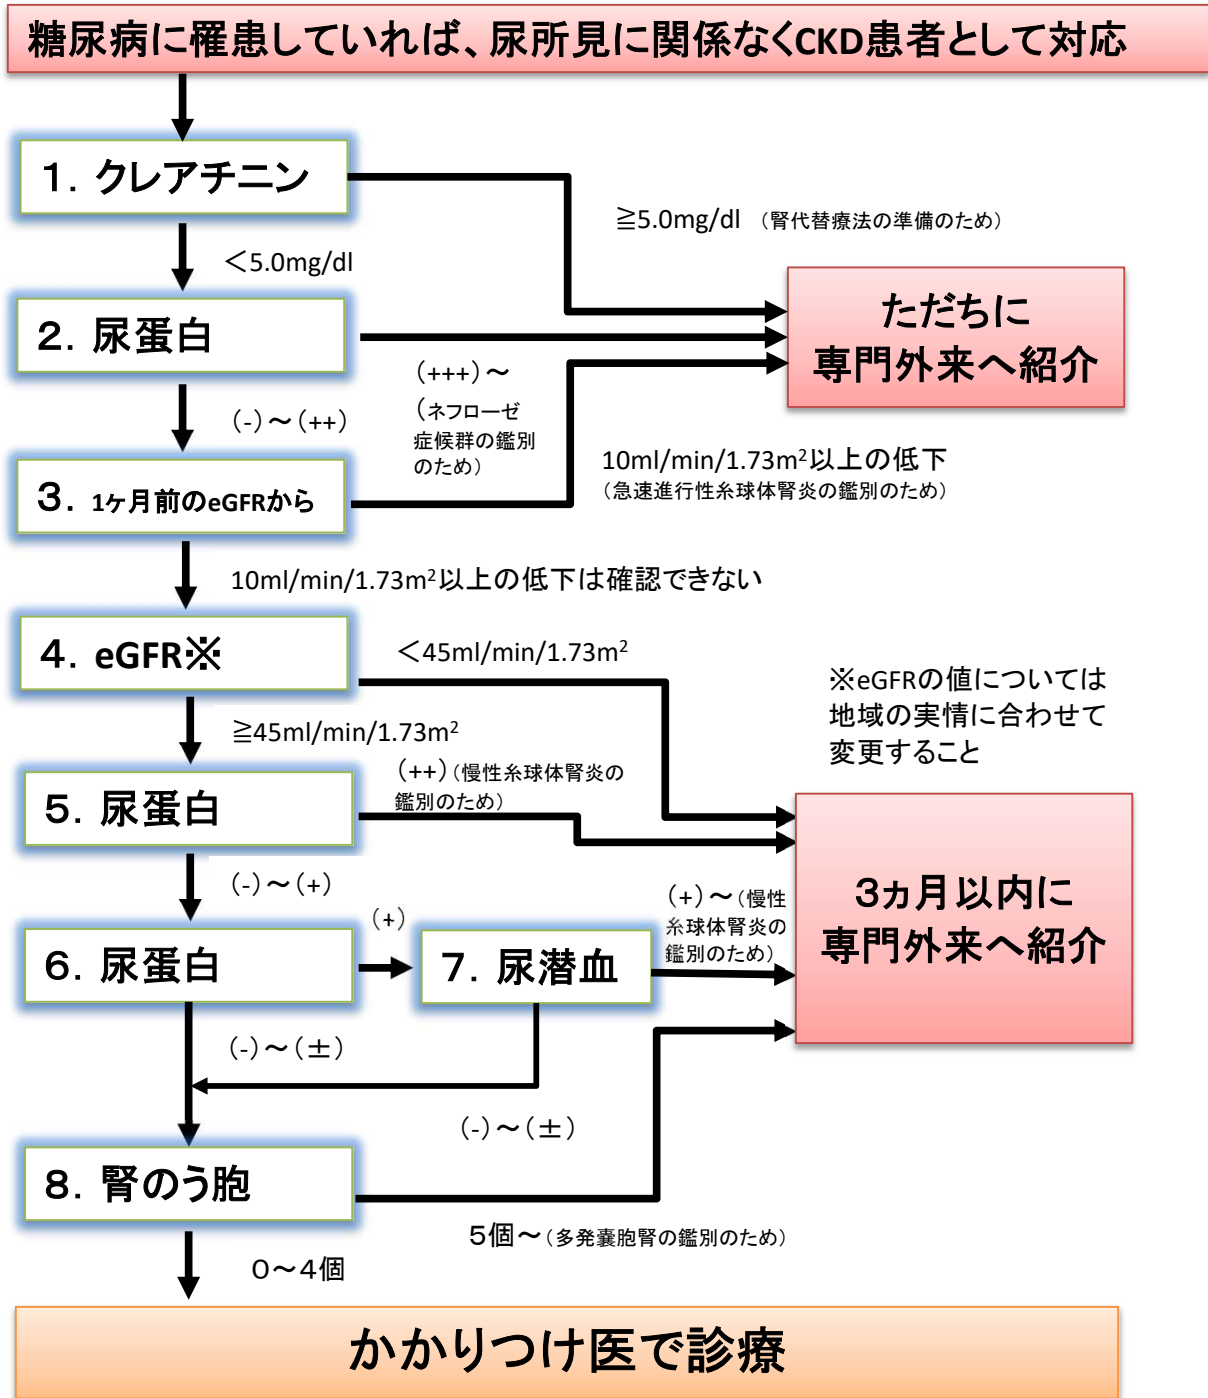 糖尿病に罹患していれば、尿所見に関係なくCKD患者として対応
１．クレアチニン
≧5.0mg/dl （腎代替療法の準備のため）
＜5.0mg/dl
ただちに
専門外来へ紹介
２．尿蛋白
（+++）～
（ネフローゼ
症候群の鑑別
のため）
（-）～（++）
10ml/min/1.73m²以上の低下
（急速進行性糸球体腎炎の鑑別のため）
３．1ヶ月前のeGFRから
10ml/min/1.73m²以上の低下は確認できない
４．eGFR※
＜45ml/min/1.73m²
※eGFRの値については
地域の実情に合わせて
変更すること
≧45ml/min/1.73m²
（++）（慢性糸球体腎炎の
鑑別のため）
５．尿蛋白
（-）～（+）
3ヵ月以内に
専門外来へ紹介
（+）
（+）～（慢性
糸球体腎炎の
鑑別のため）
６．尿蛋白
７．尿潜血
（-）～（±）
（-）～（±）
８．腎のう胞
５個～（多発嚢胞腎の鑑別のため）
０～４個
かかりつけ医で診療